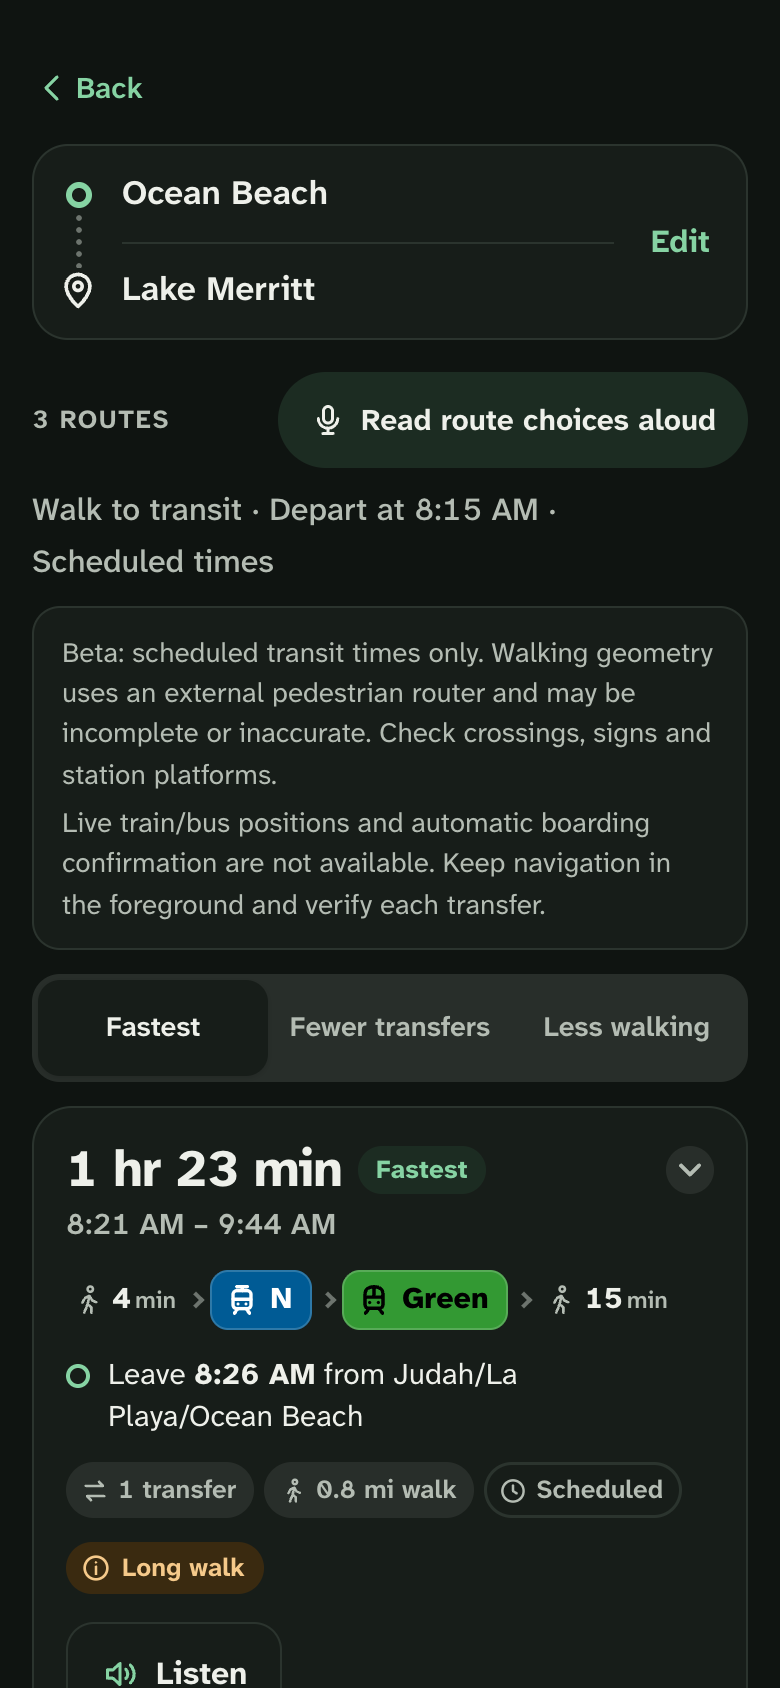 Back
Ocean Beach
Edit
Lake Merritt
3 ROUTES
Read route choices aloud
Walk to transit · Depart at 8:15 AM ·
Scheduled times
Beta: scheduled transit times only. Walking geometry
uses an external pedestrian router and may be
incomplete or inaccurate. Check crossings, signs and
station platforms.
Live train/bus positions and automatic boarding
confirmation are not available. Keep navigation in
the foreground and verify each transfer.
Fastest Fewer transfers Less walking
1 hr 23 min Fastest
8:21 AM – 9:44 AM
4 min N Green 15 min
Leave 8:26 AM from Judah/La
Playa/Ocean Beach
1 transfer 0.8 mi walk Scheduled
Long walk
Listen